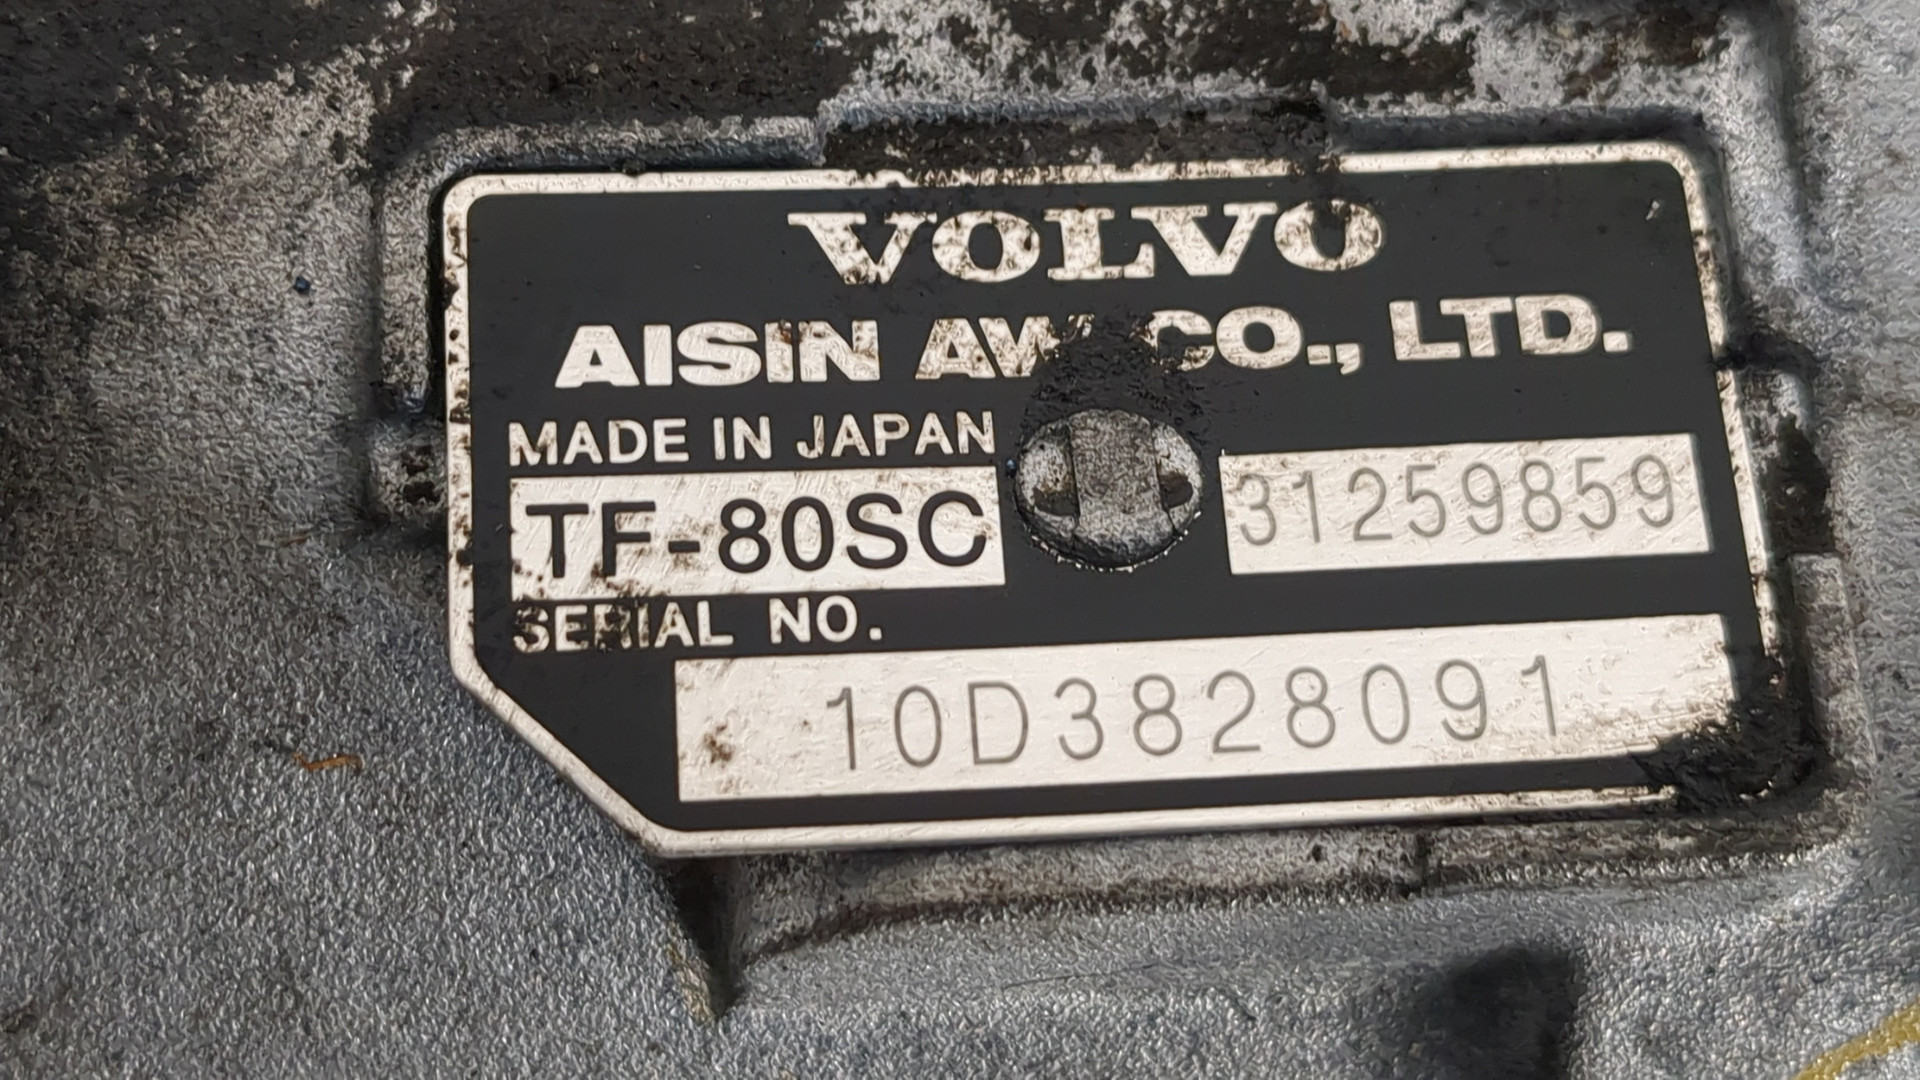 VOLVO
AISIN AW CO., LTD.
MADE IN JAPAN
TF-80SC 31259859
SERIAL NO.
10D3828091